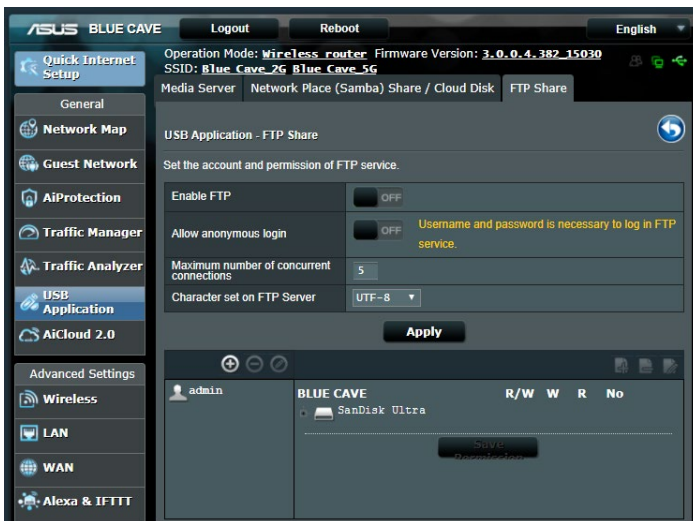 ASUS BLUE CAVE Logout Reboot English
Quick Internet
Setup
Operation Mode: Wireless router Firmware Version: 3.0.0.4.382_15030
SSID: Blue Cave_2G Blue Cave_5G
Media Server Network Place (Samba) Share / Cloud Disk FTP Share
General
Network Map
Guest Network
AiProtection
Traffic Manager
Traffic Analyzer
USB
Application
AiCloud 2.0
Advanced Settings
Wireless
LAN
WAN
Alexa & IFTTT
USB Application - FTP Share
Set the account and permission of FTP service.
Enable FTP OFF
Allow anonymous login OFF Username and password is necessary to log in FTP
service.
Maximum number of concurrent
connections 5
Character set on FTP Server UTF-8
Apply
admin
BLUE CAVE R/W W R No
SanDisk Ultra
Save
Permission